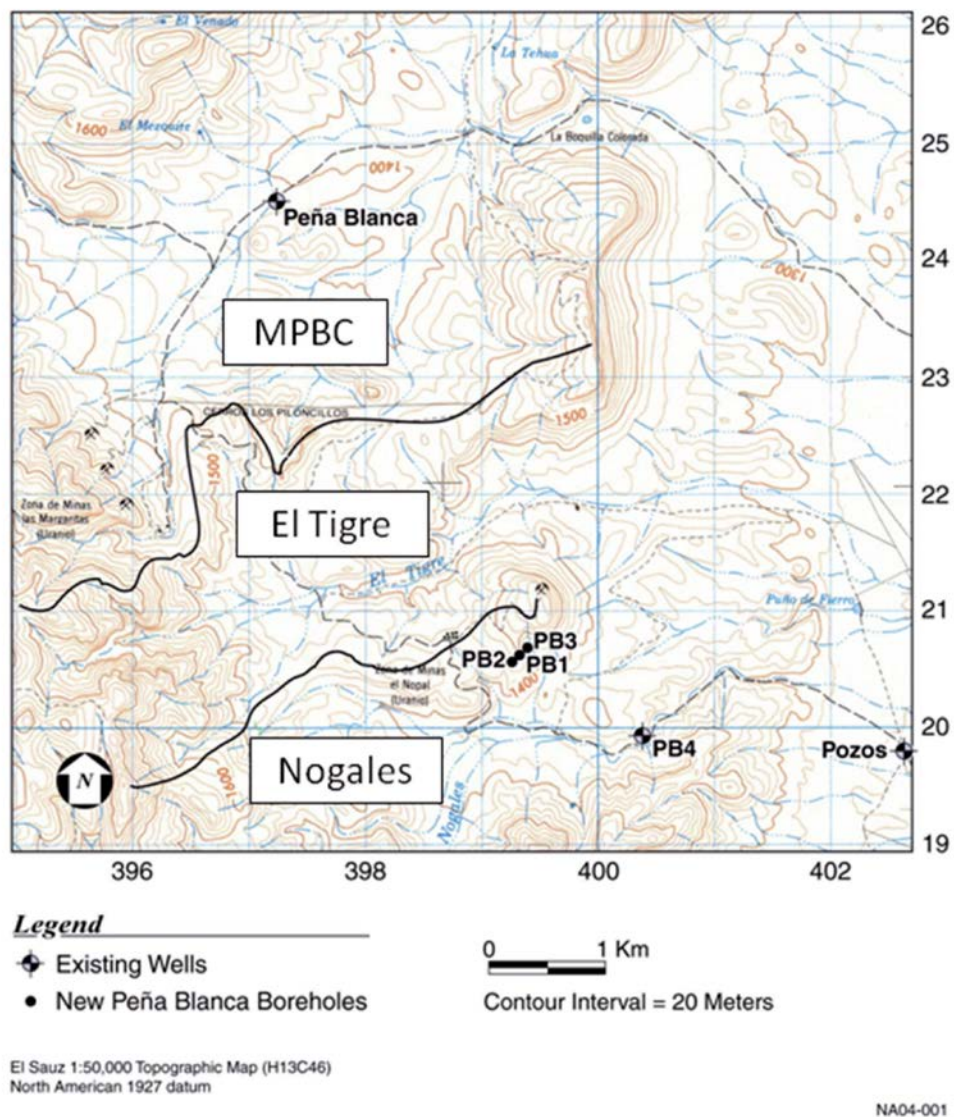 El Venado
26
La Tehua
1600
El Mezquite
La Boquilla Colorada
25
1400
Peña Blanca
24
1300
MPBC
23
CERROS LOS PILONCILLOS
1500
1500
22
Zona de Minas
las Margaritas
(Uranio)
El Tigre
El Tigre
21
PB3
PB2
PB1
Zona de Minas
el Nopal
(Uranio)
1400
20
PB4
Pozos
N
Nogales
1600
Nogales
19
396
398
400
402
Legend
Existing Wells
New Peña Blanca Boreholes
0
1 Km
Contour Interval = 20 Meters
El Sauz 1:50,000 Topographic Map (H13C46)
North American 1927 datum
NA04-001